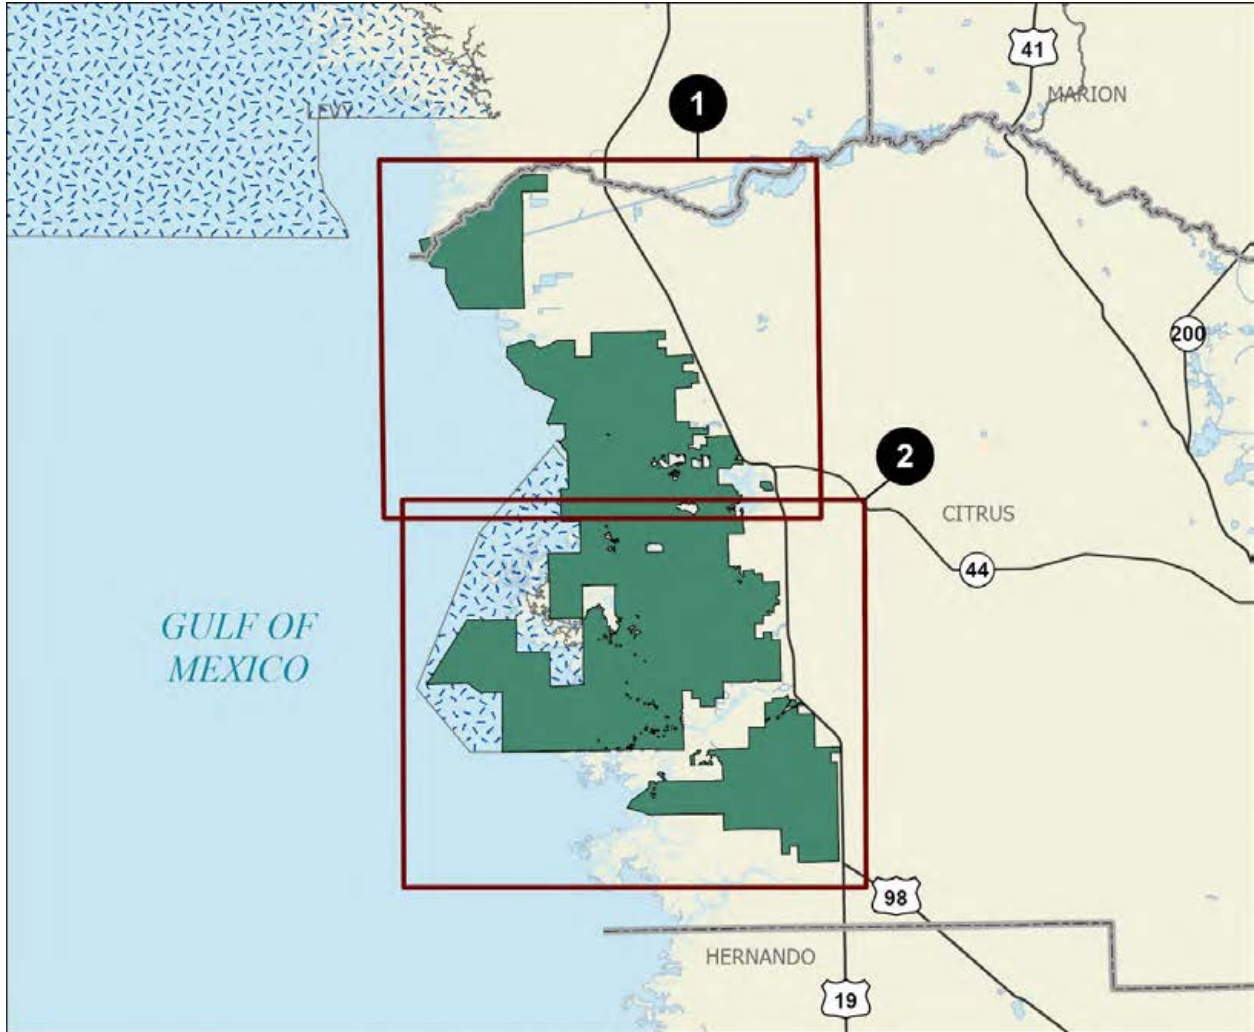 41
MARION
1
LEVY
200
2
CITRUS
44
GULF OF
MEXICO
98
HERNANDO
19